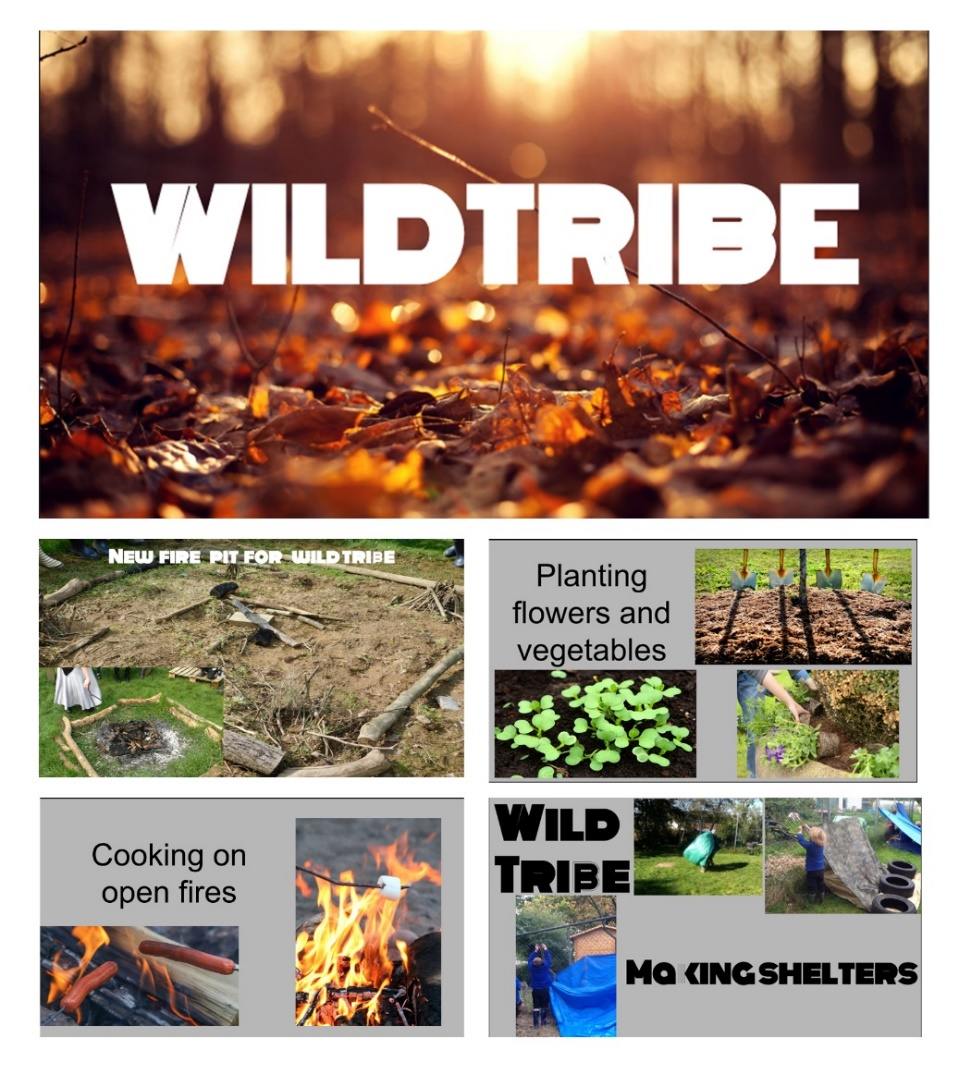 WILDTRIBE
NEW FIRE PIT FOR WILDTRIBE
Planting
flowers and
vegetables
Cooking on
open fires
WILD
TRIBE
MaKING SHELTERS